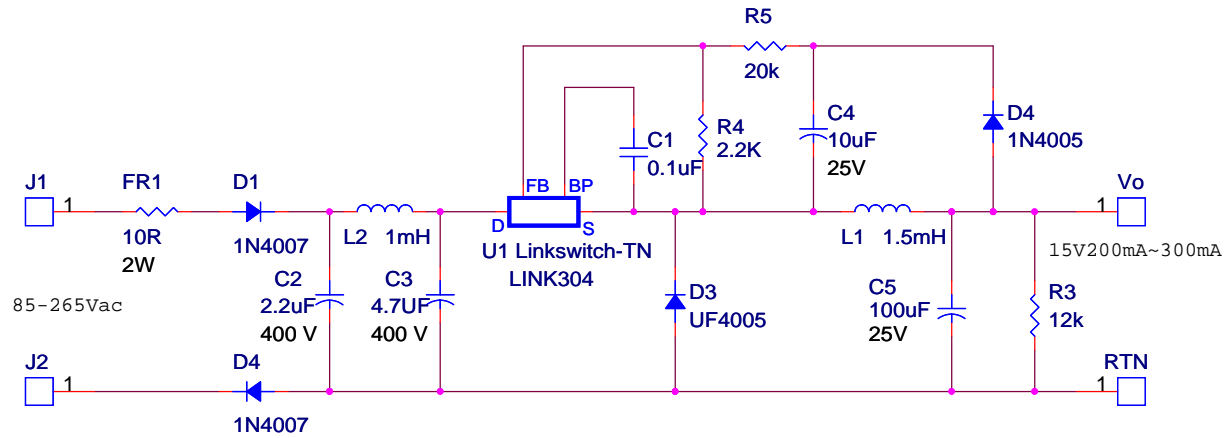 R5
20k
C4
10uF
25V
D4
1N4005
R4
2.2K
C1
0.1uF
FB
BP
J1
1
FR1
10R
2W
D1
1N4007
L2 1mH
D
S
U1 Linkswitch-TN
LINK304
L1 1.5mH
Vo
1
15V200mA~300mA
85-265Vac
C2
2.2uF
400 V
C3
4.7UF
400 V
D3
UF4005
C5
100uF
25V
R3
12k
J2
1
D4
1N4007
RTN
1